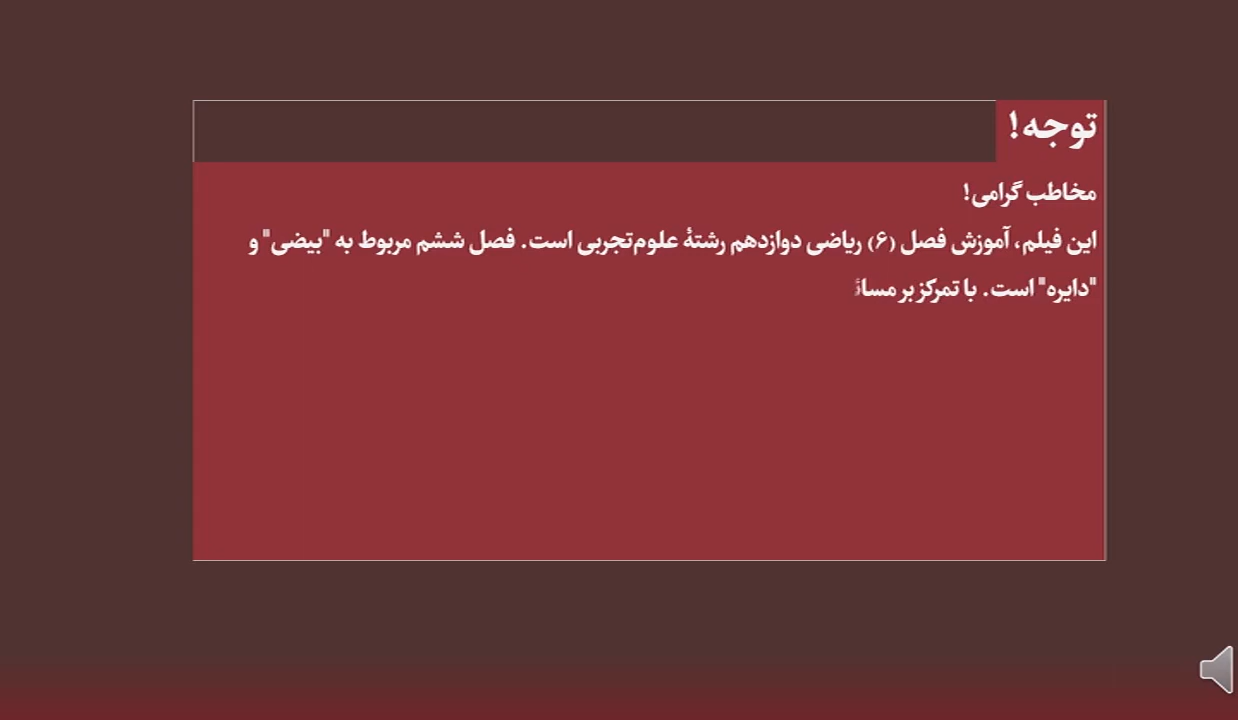 توجه!
مخاطب گرامی!
این فیلم، آموزش فصل (۶) ریاضی دوازدهم رشتهٔ علوم‌تجربی است. فصل ششم مربوط به "بیضی" و
"دایره" است. با تمرکز بر